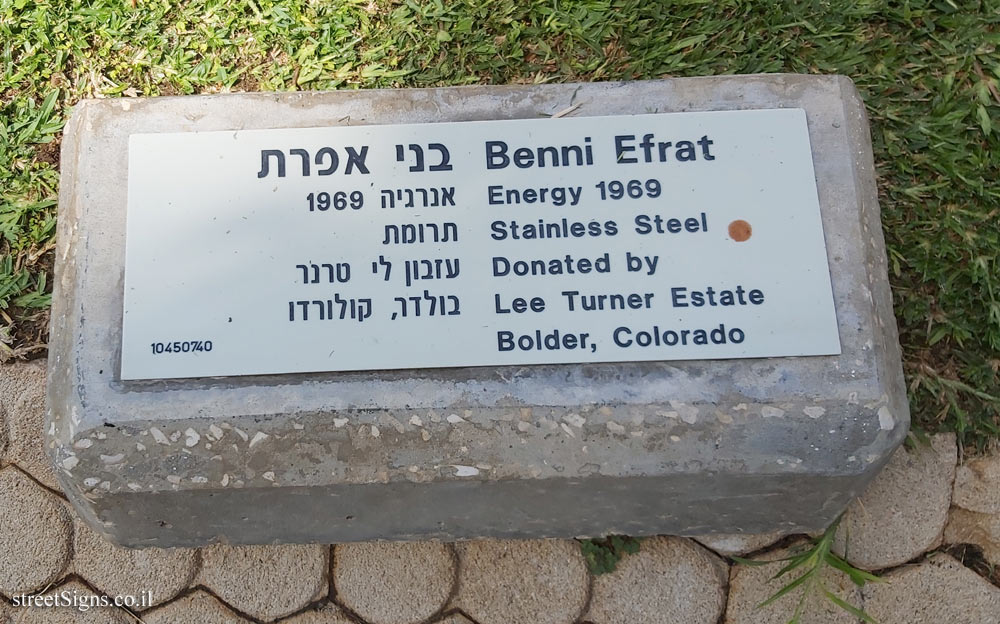 בני אפרת
אנרגיה 1969
תרומת
עזבון לי טרנר
בולדר, קולורדו
Benni Efrat
Energy 1969
Stainless Steel
Donated by
Lee Turner Estate
Bolder, Colorado
10450740
streetSigns.co.il